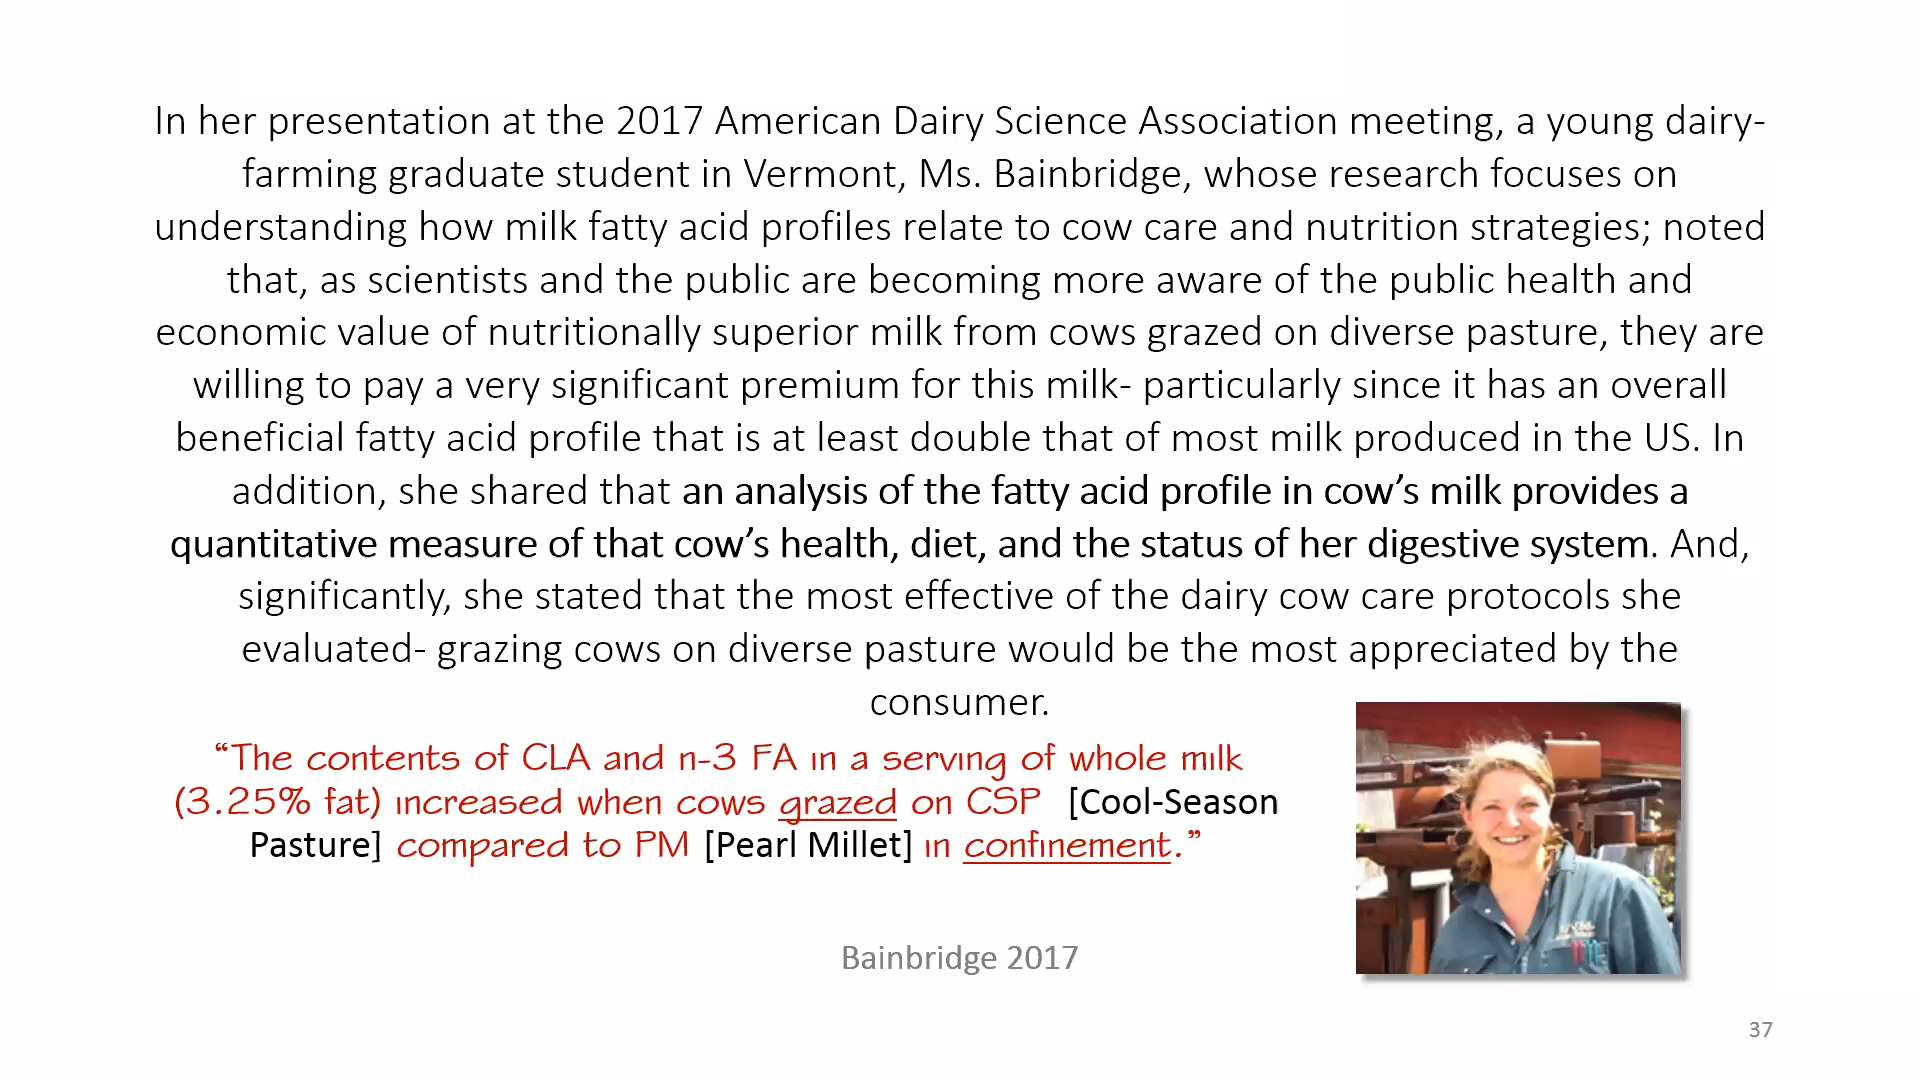 In her presentation at the 2017 American Dairy Science Association meeting, a young dairy-
farming graduate student in Vermont, Ms. Bainbridge, whose research focuses on
understanding how milk fatty acid profiles relate to cow care and nutrition strategies; noted
that, as scientists and the public are becoming more aware of the public health and
economic value of nutritionally superior milk from cows grazed on diverse pasture, they are
willing to pay a very significant premium for this milk- particularly since it has an overall
beneficial fatty acid profile that is at least double that of most milk produced in the US. In
addition, she shared that an analysis of the fatty acid profile in cow’s milk provides a
quantitative measure of that cow’s health, diet, and the status of her digestive system. And,
significantly, she stated that the most effective of the dairy cow care protocols she
evaluated- grazing cows on diverse pasture would be the most appreciated by the
consumer.
“The contents of CLA and n-3 FA in a serving of whole milk
(3.25% fat) increased when cows grazed on CSP [Cool-Season
Pasture] compared to PM [Pearl Millet] in confinement.”
Bainbridge 2017
37